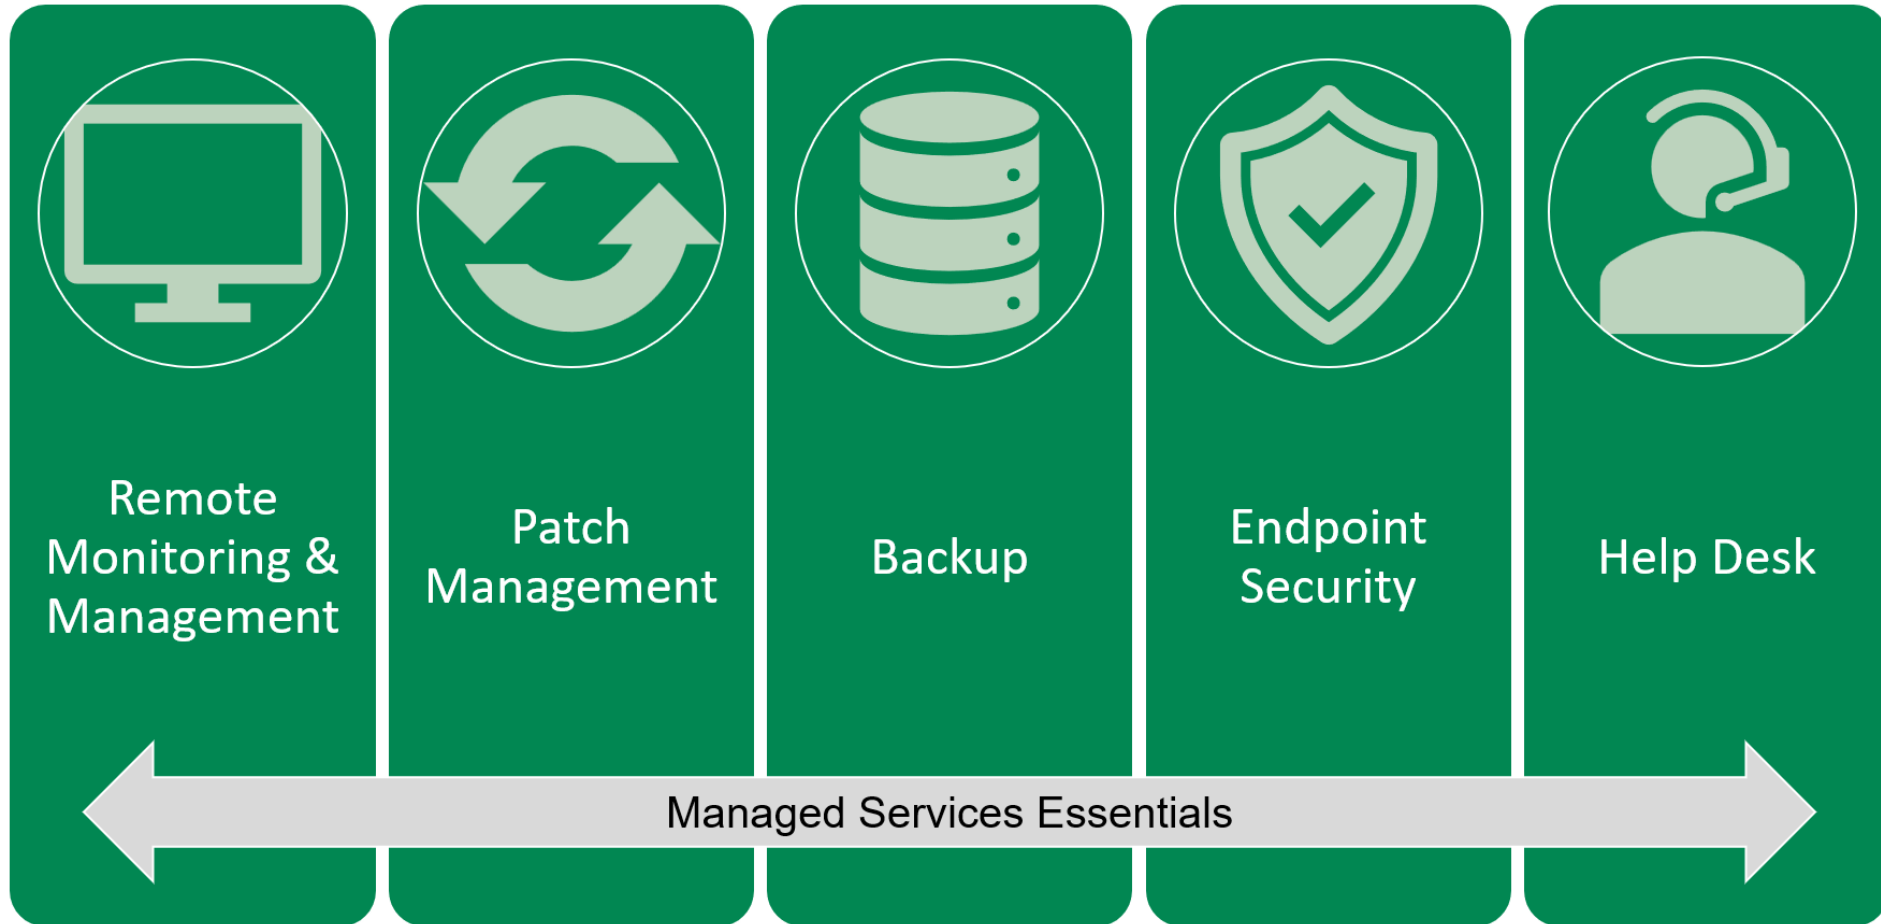 Remote
Monitoring &
Management
Patch
Management
Backup
Endpoint
Security
Help Desk
Managed Services Essentials